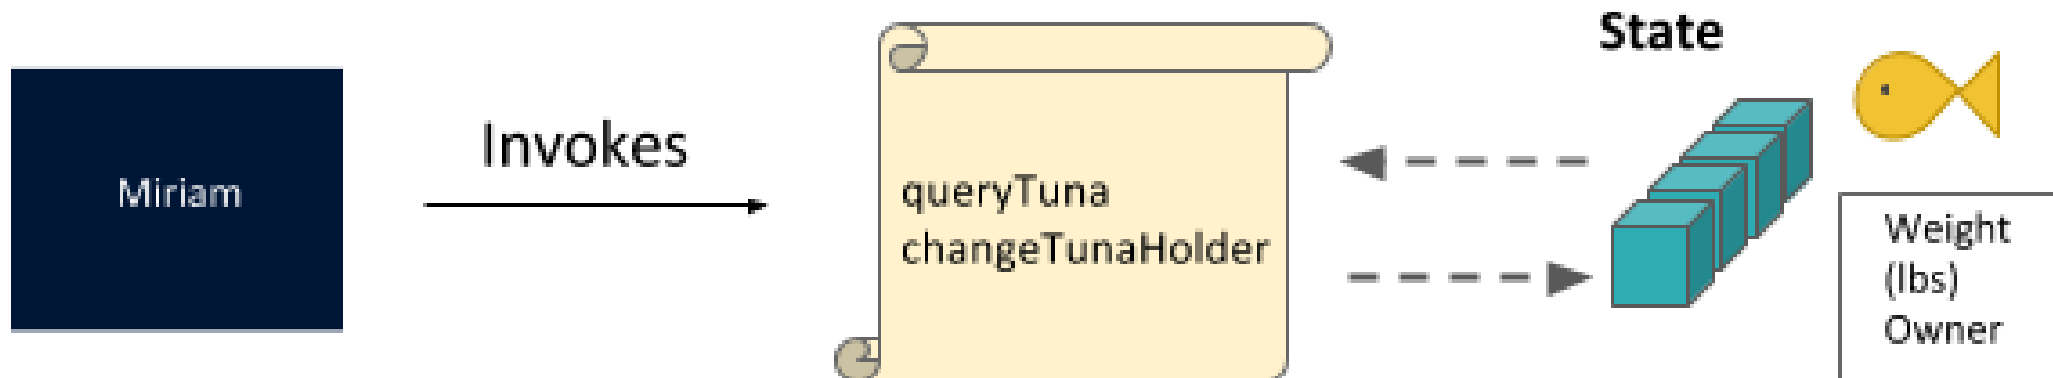 Miriam
Invokes
queryTuna
changeTunaHolder
State
Weight
(lbs)
Owner